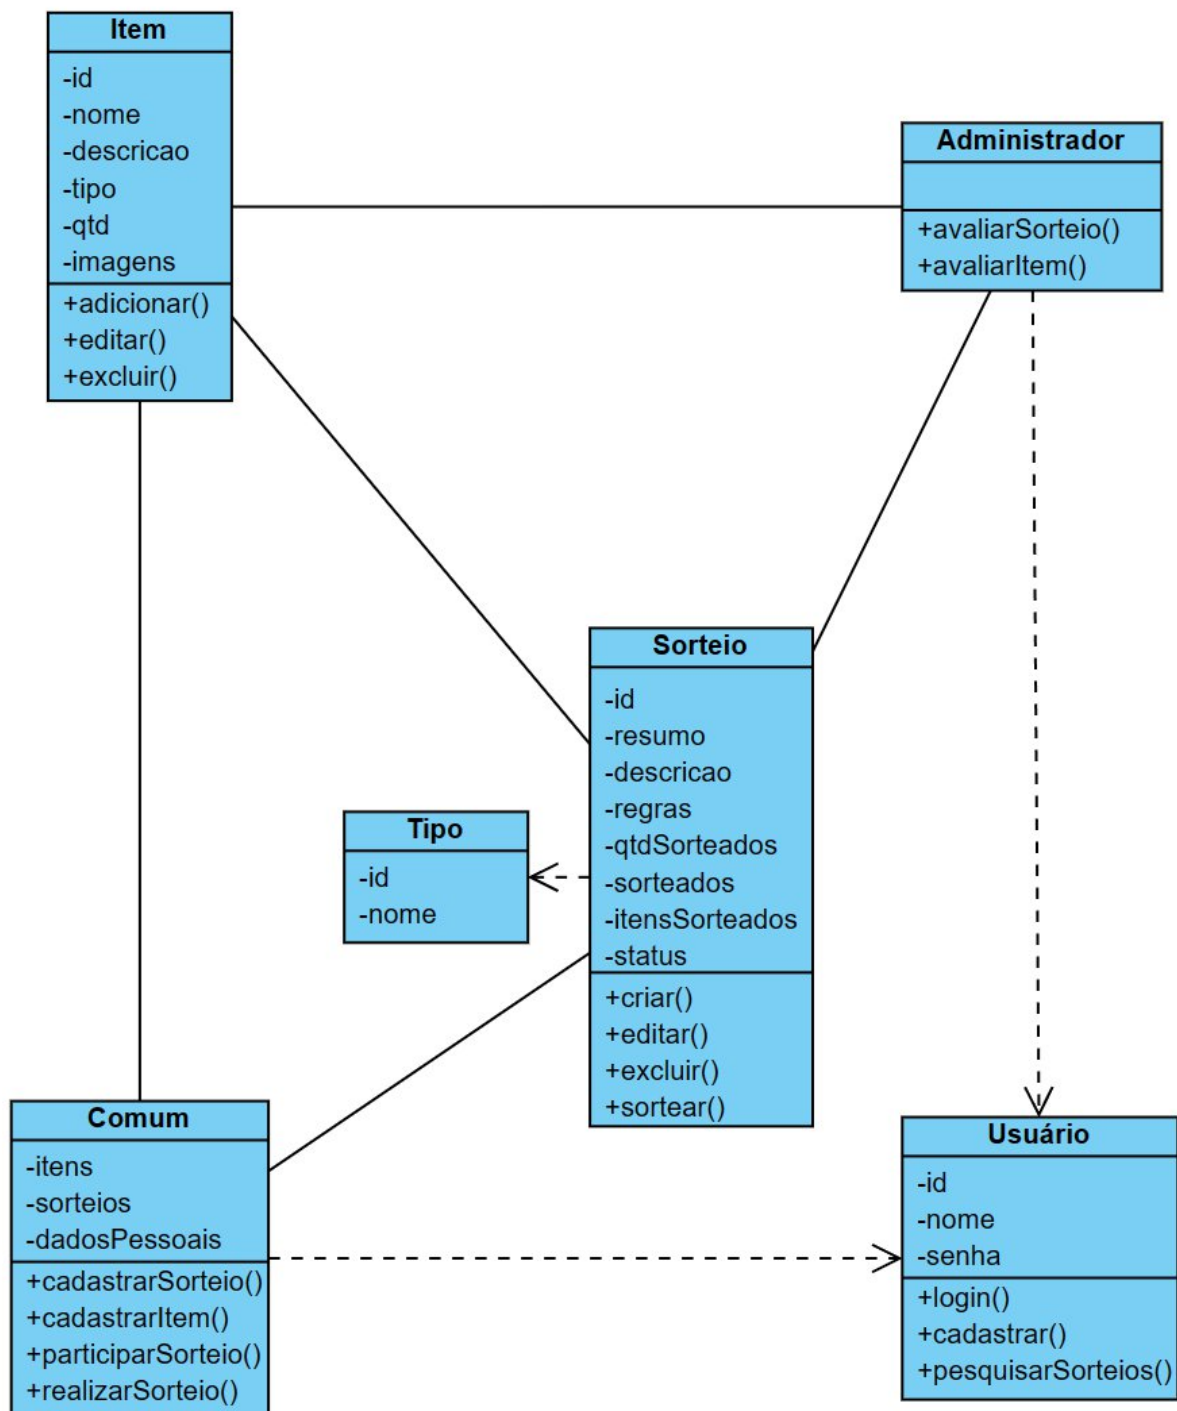 Item
-id
-nome
-descricao
-tipo
-qtd
-imagens
+adicionar()
+editar()
+excluir()
Administrador
+avaliarSorteio()
+avaliarItem()
Sorteio
-id
-resumo
-descricao
-regras
-qtdSorteados
-sorteados
-itensSorteados
-status
+criar()
+editar()
+excluir()
+sortear()
Tipo
-id
-nome
Comum
-itens
-sorteios
-dadosPessoais
+cadastrarSorteio()
+cadastrarItem()
+participarSorteio()
+realizarSorteio()
Usuário
-id
-nome
-senha
+login()
+cadastrar()
+pesquisarSorteios()